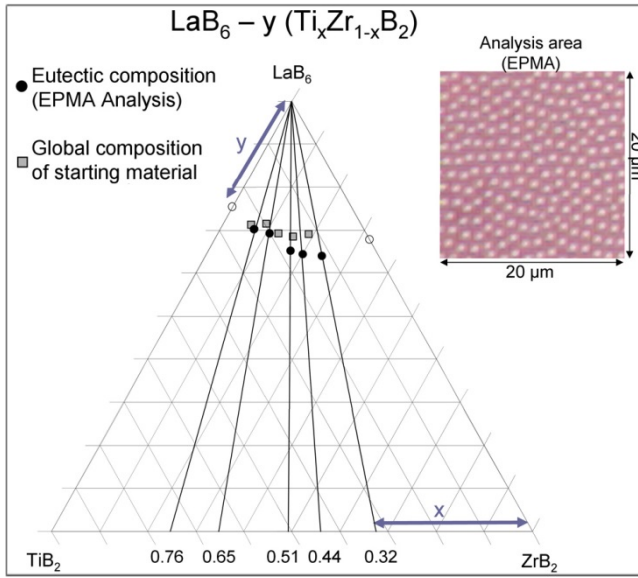 LaB₆ – y (TiₓZr₁₋ₓB₂)
Eutectic composition
(EPMA Analysis)
Global composition
of starting material
LaB₆
y
Analysis area
(EPMA)
20 µm
20 µm
x
TiB₂
0.76
0.65
0.51
0.44
0.32
ZrB₂